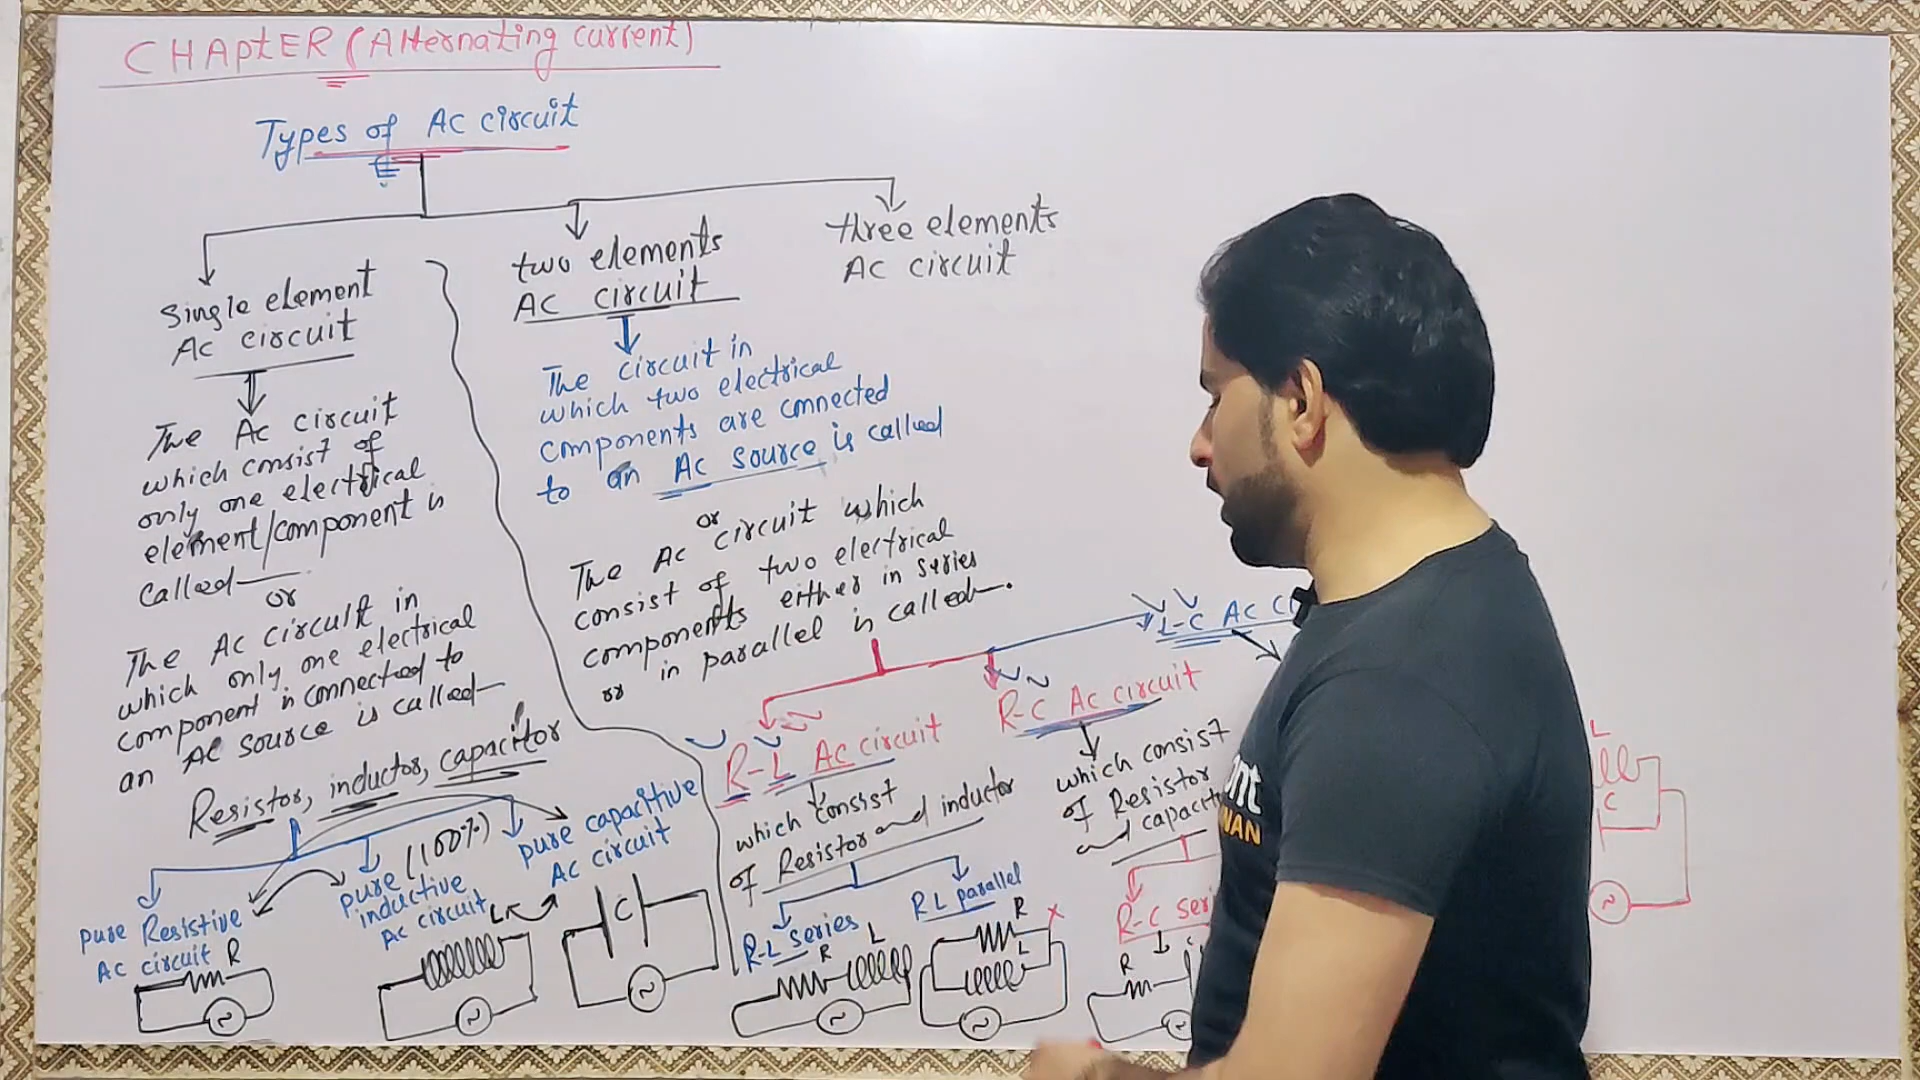 CHAPtER (Alternating current)
Types of AC circuit
Single element
AC circuit
The AC circuit
which consist of
only one electrical
element/component is
called—
or
The AC circuit in
which only one electrical
component is connected to
an AC source is called—
Resistor, inductor, capacitor
pure Resistive
AC circuit
R
pure (100%)
inductive
AC circuit
L
pure capacitive
AC circuit
C
~
~
~
two elements
AC circuit
The circuit in
which two electrical
components are connected
to an AC source is called
or
The AC circuit which
consist of two electrical
components either in series
or in parallel is called—.
R-L AC circuit
which consist
of Resistor and inductor
R-L series
R L
~
RL parallel
R
L
~
R-C AC circuit
which consist
of Resistor
and
R-C
R
~
L-C AC
three elements
AC circuit
L
C
~
WAN